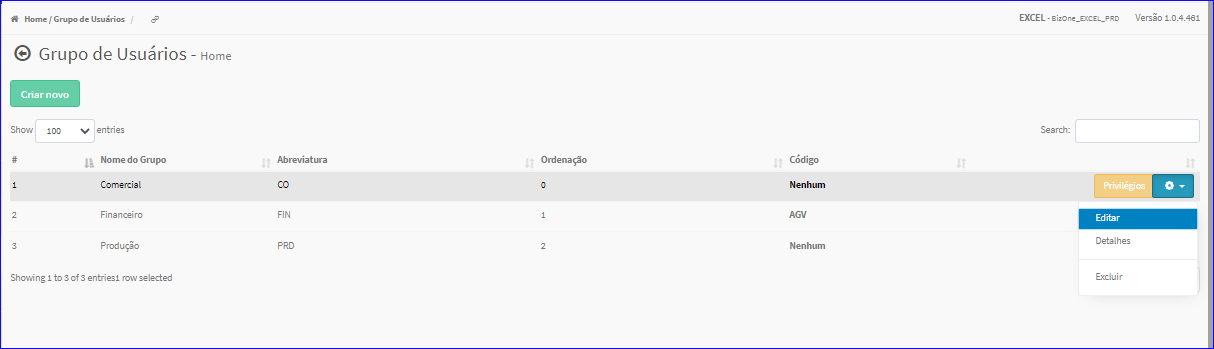 Home / Grupo de Usuários /
EXCEL - BizOne_EXCEL_PRD Versão 1.0.4.461
Grupo de Usuários - Home
Criar novo
Show 100 entries
Search:
# Nome do Grupo Abreviatura Ordenação Código
1 Comercial CO 0 Nenhum Privilégios
2 Financeiro FIN 1 AGV
Editar
3 Produção PRD 2 Nenhum
Detalhes
Showing 1 to 3 of 3 entries1 row selected
Excluir